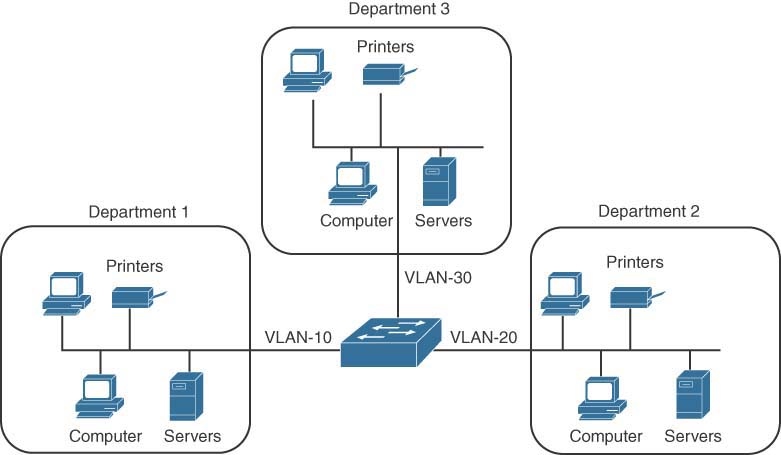 Department 3
Printers
Computer
Servers
VLAN-30
Department 1
Printers
Computer
Servers
VLAN-10
VLAN-20
Department 2
Printers
Computer
Servers